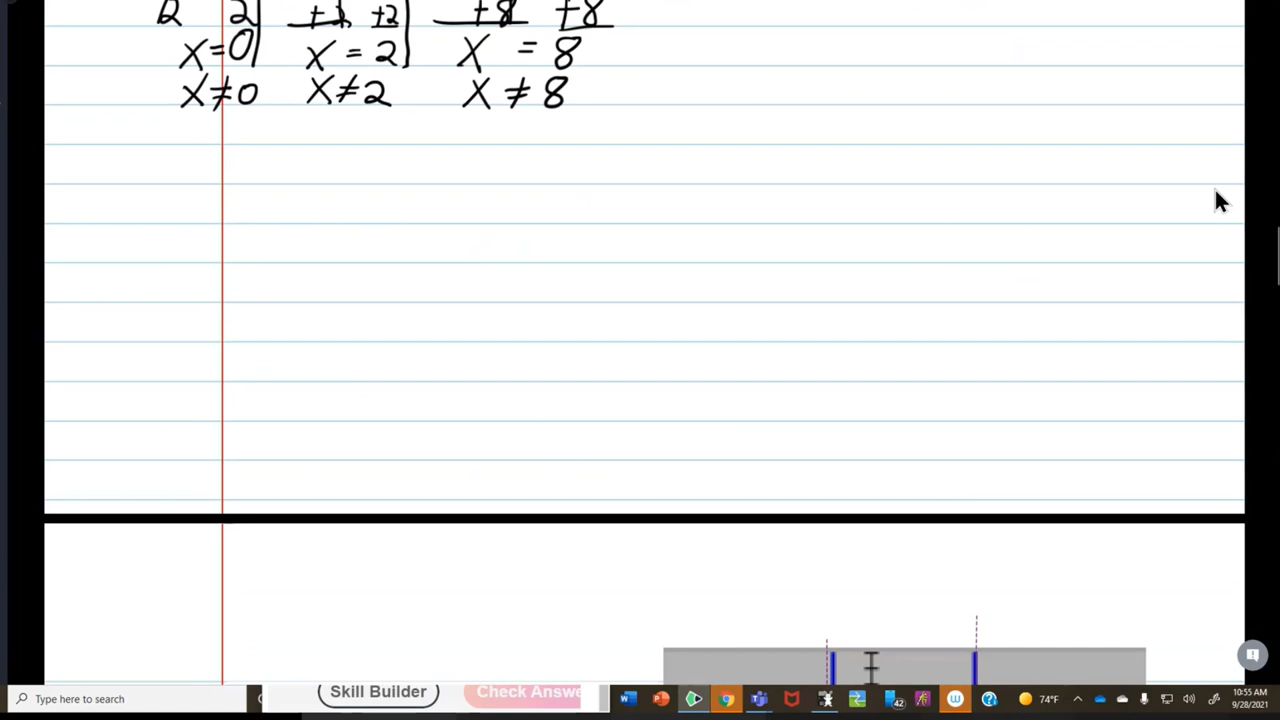 2 2 +2 +2 +8 +8
x=0 x = 2 x = 8
x≠0 x≠2 x ≠ 8
Skill Builder Check Answe
Type here to search 42 74°F 10:55 AM
9/28/2021